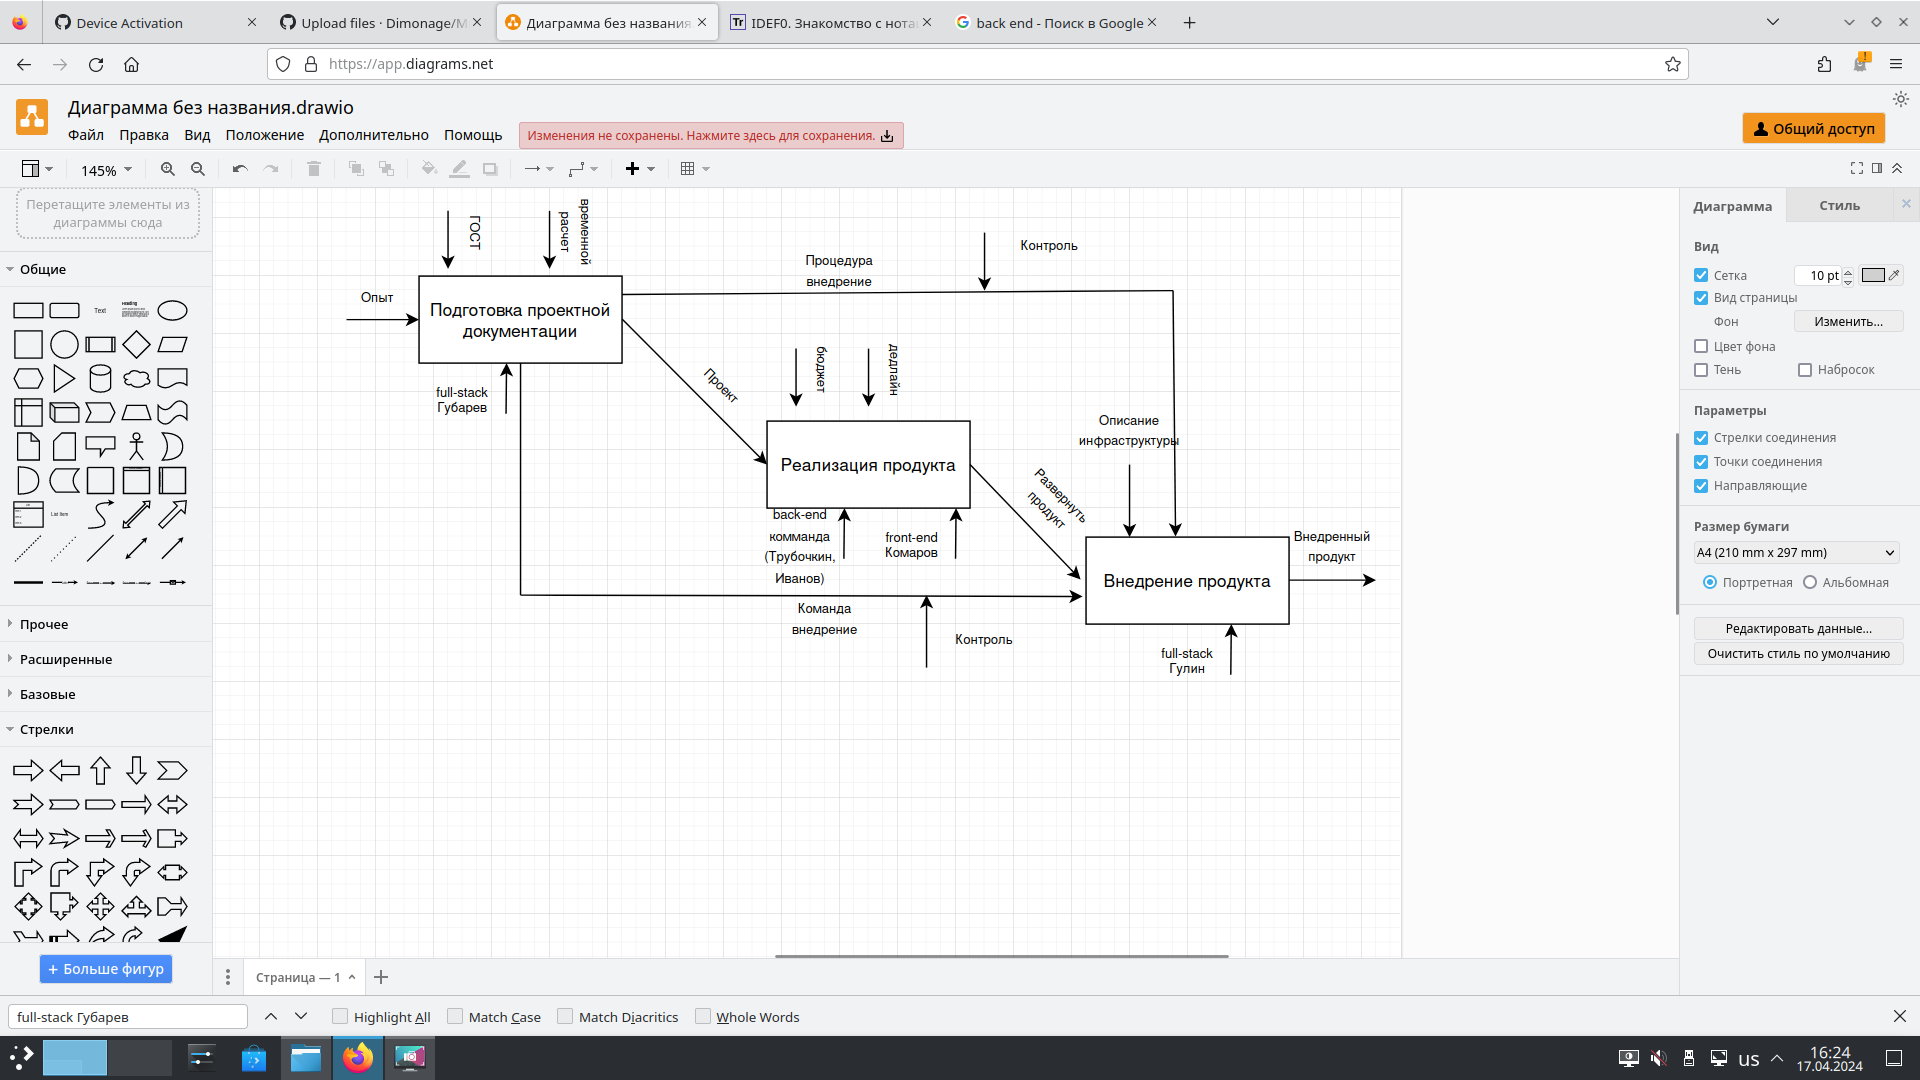 Device Activation
Upload files · Dimonage/M
Диаграмма без названия
IDEF0. Знакомство с нота
back end - Поиск в Google
https://app.diagrams.net
Диаграмма без названия.drawio
Файл Правка Вид Положение Дополнительно Помощь
Изменения не сохранены. Нажмите здесь для сохранения.
Общий доступ
145%
Перетащите элементы из
диаграммы сюда
Общие
Text
Heading
List Item
Прочее
Расширенные
Базовые
Стрелки
+ Больше фигур
ГОСТ
временной
расчет
Опыт
Подготовка проектной
документации
full-stack
Губарев
Процедура
внедрение
Контроль
Проект
бюджет
дедлайн
Реализация продукта
back-end
комманда
(Трубочкин,
Иванов)
front-end
Комаров
Описание
инфраструктуры
Развернуть
продукт
Внедрение продукта
Внедренный
продукт
Команда
внедрение
Контроль
full-stack
Гулин
Диаграмма
Стиль
Вид
Сетка
10 pt
Вид страницы
Фон
Изменить...
Цвет фона
Тень
Набросок
Параметры
Стрелки соединения
Точки соединения
Направляющие
Размер бумаги
A4 (210 mm x 297 mm)
Портретная
Альбомная
Редактировать данные...
Очистить стиль по умолчанию
Страница — 1
full-stack Губарев
Highlight All
Match Case
Match Diacritics
Whole Words
us
16:24
17.04.2024